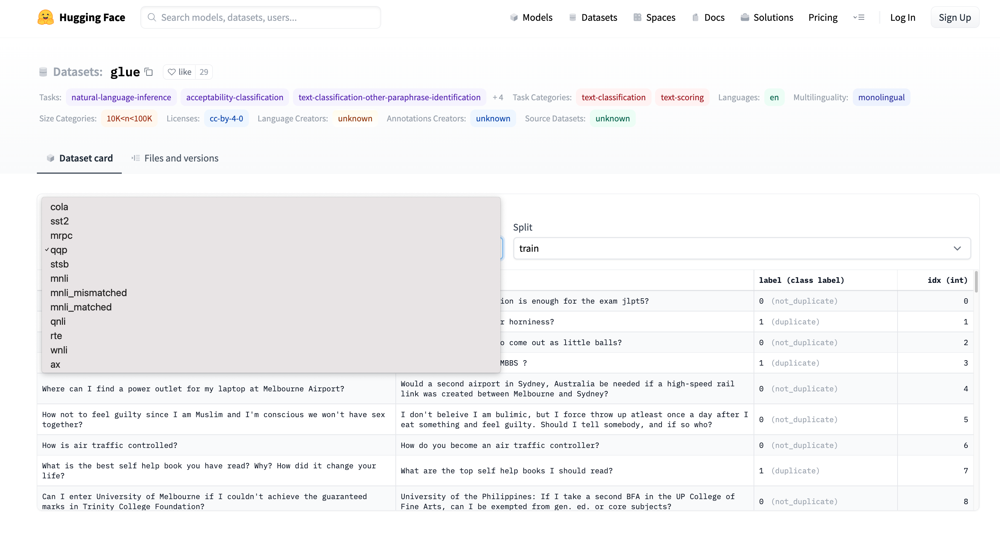 Hugging Face
Search models, datasets, users...
Models
Datasets
Spaces
Docs
Solutions
Pricing
Log In
Sign Up
Datasets: glue
like 29
Tasks: natural-language-inference acceptability-classification text-classification-other-paraphrase-identification + 4 Task Categories: text-classification text-scoring Languages: en Multilinguality: monolingual
Size Categories: 10K<n<100K Licenses: cc-by-4-0 Language Creators: unknown Annotations Creators: unknown Source Datasets: unknown
Dataset card
Files and versions
cola
sst2
mrpc
✓ qqp
stsb
mnli
mnli_mismatched
mnli_matched
qnli
rte
wnli
ax
Split
train
label (class label)
idx (int)
is enough for the exam jlpt5?
0 (not_duplicate)
0
horniness?
1 (duplicate)
1
come out as little balls?
0 (not_duplicate)
2
MBBS ?
1 (duplicate)
3
Where can I find a power outlet for my laptop at Melbourne Airport?
Would a second airport in Sydney, Australia be needed if a high-speed rail
link was created between Melbourne and Sydney?
0 (not_duplicate)
4
How not to feel guilty since I am Muslim and I'm conscious we won't have sex
together?
I don't beleive I am bulimic, but I force throw up atleast once a day after I
eat something and feel guilty. Should I tell somebody, and if so who?
0 (not_duplicate)
5
How is air traffic controlled?
How do you become an air traffic controller?
0 (not_duplicate)
6
What is the best self help book you have read? Why? How did it change your
life?
What are the top self help books I should read?
1 (duplicate)
7
Can I enter University of Melbourne if I couldn't achieve the guaranteed
marks in Trinity College Foundation?
University of the Philippines: If I take a second BFA in the UP College of
Fine Arts, can I be exempted from gen. ed. or core subjects?
0 (not_duplicate)
8